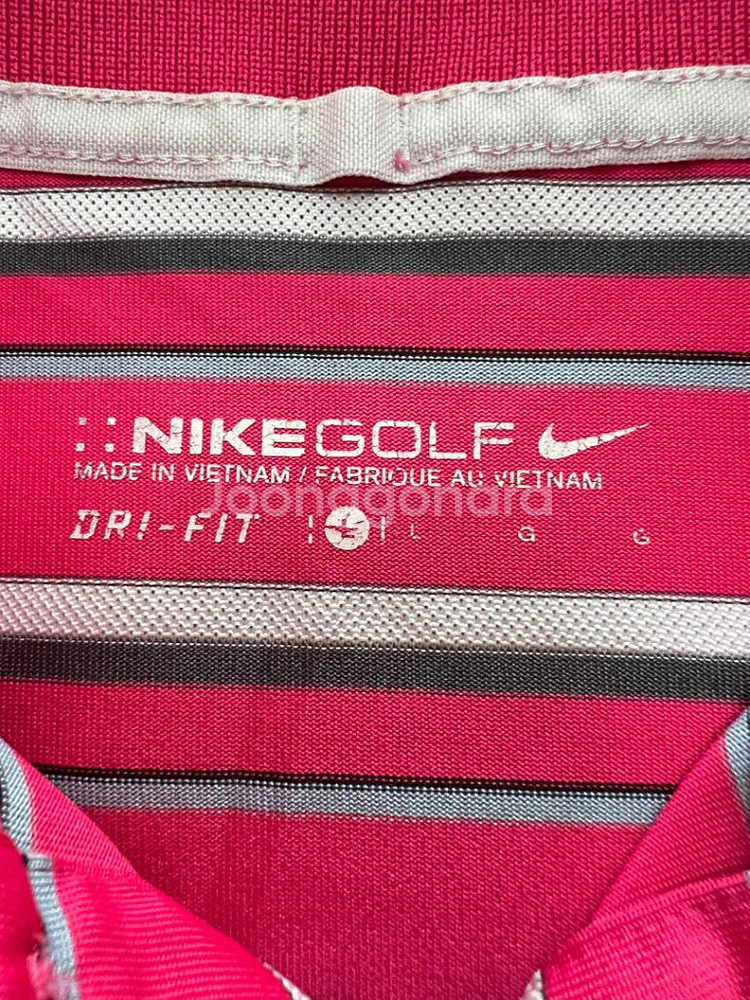 NIKEGOLF
MADE IN VIETNAM / FABRIQUE AU VIETNAM
Joonggonara
DRI-FIT L L G G